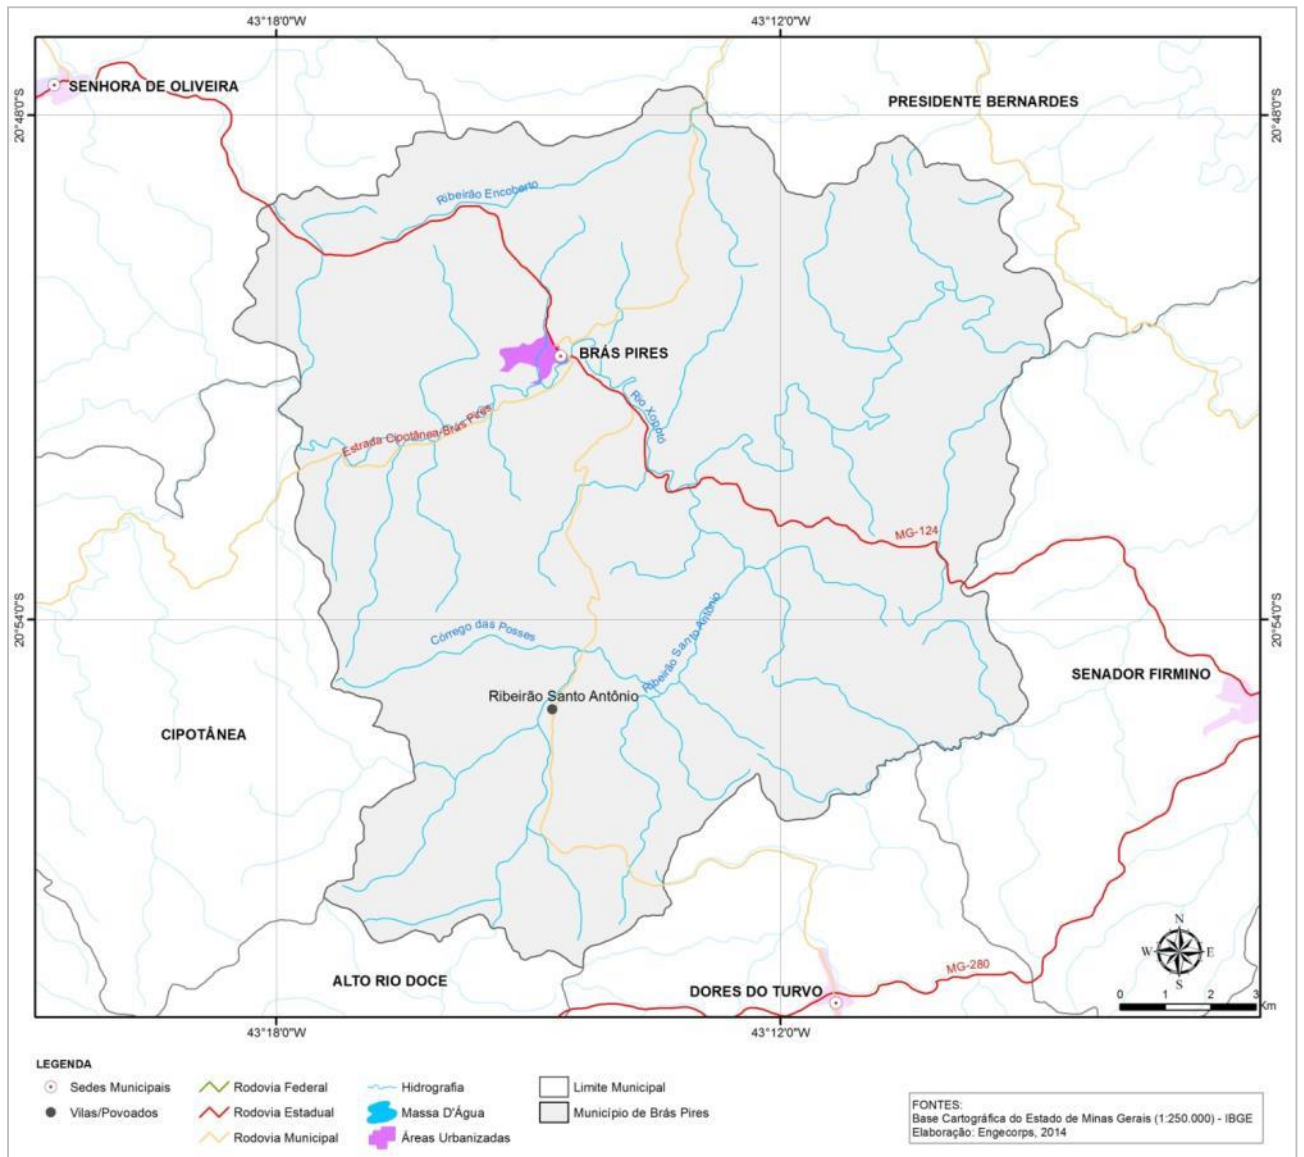 43°18'0"W
43°12'0"W
SENHORA DE OLIVEIRA
PRESIDENTE BERNARDES
20°48'0"S
20°48'0"S
Ribeirão Encoberto
BRÁS PIRES
Rio Xopotó
Estrada Cipotânea-Brás Pires
MG-124
20°54'0"S
20°54'0"S
Córrego das Posses
Ribeirão Santo Antônio
SENADOR FIRMINO
Ribeirão Santo Antônio
CIPOTÂNEA
N
W
E
S
ALTO RIO DOCE
MG-280
DORES DO TURVO
0
1
2
3
Km
43°18'0"W
43°12'0"W
LEGENDA
Sedes Municipais
Rodovia Federal
Hidrografia
Limite Municipal
Vilas/Povoados
Rodovia Estadual
Massa D'Água
Município de Brás Pires
Rodovia Municipal
Áreas Urbanizadas
FONTES:
Base Cartográfica do Estado de Minas Gerais (1:250.000) - IBGE
Elaboração: Engecorps, 2014